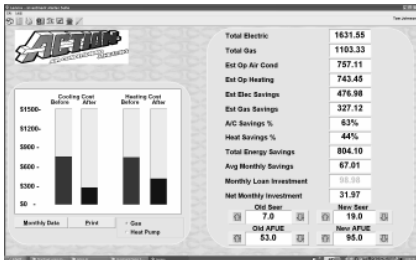 Tom Johnson
ACTION
Cooling Cost
Before After
Heating Cost
Before After
$1500-
$1200-
$900 -
$600 -
$300 -
$0 -
Monthly Data
Print
Gas
Heat Pump
Total Electric 1631.55
Total Gas 1103.33
Est Op Air Cond 757.11
Est Op Heating 743.45
Est Elec Savings 476.98
Est Gas Savings 327.12
A/C Savings % 63%
Heat Savings % 44%
Total Energy Savings 804.10
Avg Monthly Savings 67.01
Monthly Loan Investment 98.98
Net Monthly Investment 31.97
Old Seer New Seer
7.0 19.0
Old AFUE New AFUE
53.0 95.0